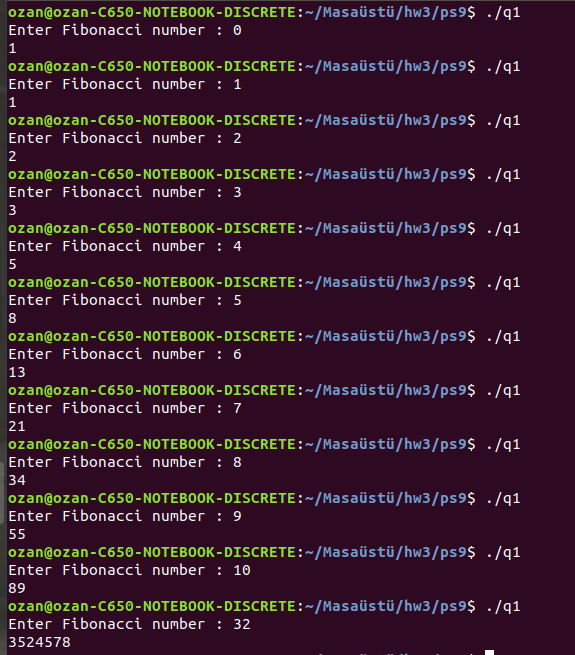 ozan@ozan-C650-NOTEBOOK-DISCRETE:~/Masaüstü/hw3/ps9$ ./q1
Enter Fibonacci number : 0
1
ozan@ozan-C650-NOTEBOOK-DISCRETE:~/Masaüstü/hw3/ps9$ ./q1
Enter Fibonacci number : 1
1
ozan@ozan-C650-NOTEBOOK-DISCRETE:~/Masaüstü/hw3/ps9$ ./q1
Enter Fibonacci number : 2
2
ozan@ozan-C650-NOTEBOOK-DISCRETE:~/Masaüstü/hw3/ps9$ ./q1
Enter Fibonacci number : 3
3
ozan@ozan-C650-NOTEBOOK-DISCRETE:~/Masaüstü/hw3/ps9$ ./q1
Enter Fibonacci number : 4
5
ozan@ozan-C650-NOTEBOOK-DISCRETE:~/Masaüstü/hw3/ps9$ ./q1
Enter Fibonacci number : 5
8
ozan@ozan-C650-NOTEBOOK-DISCRETE:~/Masaüstü/hw3/ps9$ ./q1
Enter Fibonacci number : 6
13
ozan@ozan-C650-NOTEBOOK-DISCRETE:~/Masaüstü/hw3/ps9$ ./q1
Enter Fibonacci number : 7
21
ozan@ozan-C650-NOTEBOOK-DISCRETE:~/Masaüstü/hw3/ps9$ ./q1
Enter Fibonacci number : 8
34
ozan@ozan-C650-NOTEBOOK-DISCRETE:~/Masaüstü/hw3/ps9$ ./q1
Enter Fibonacci number : 9
55
ozan@ozan-C650-NOTEBOOK-DISCRETE:~/Masaüstü/hw3/ps9$ ./q1
Enter Fibonacci number : 10
89
ozan@ozan-C650-NOTEBOOK-DISCRETE:~/Masaüstü/hw3/ps9$ ./q1
Enter Fibonacci number : 32
3524578